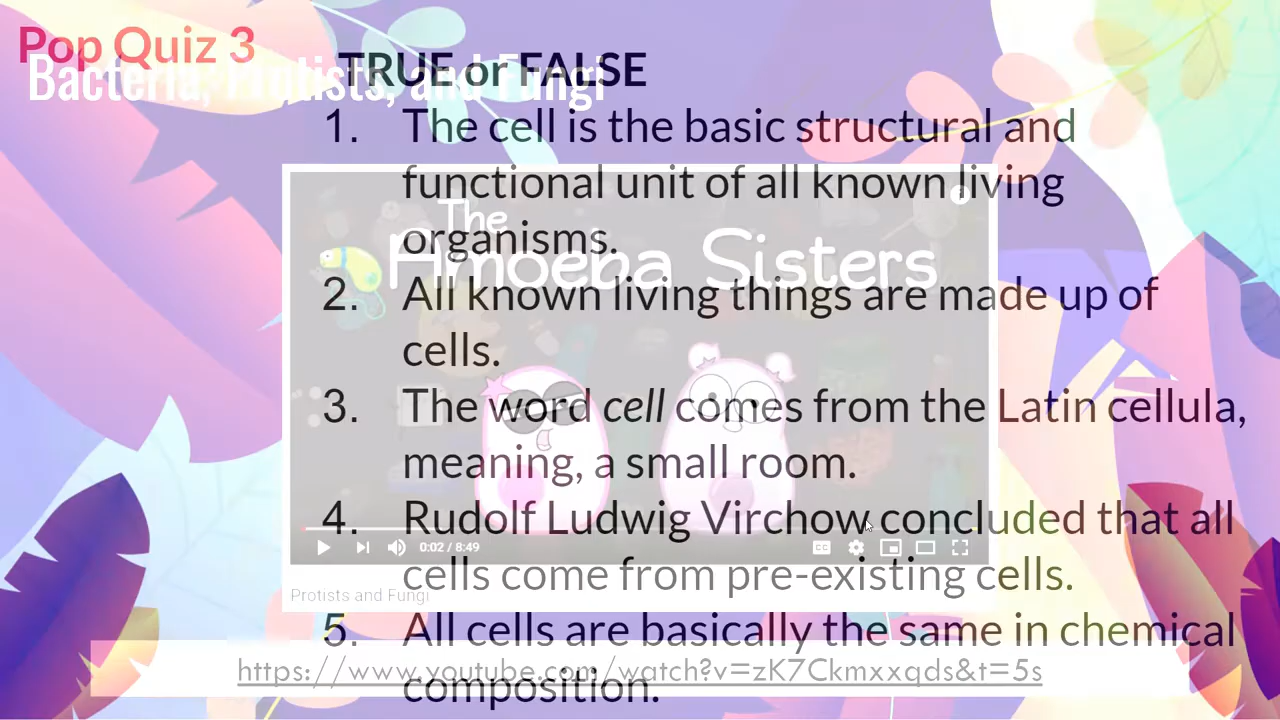 Pop Quiz 3
Bacteria, Protists, and Fungi
TRUE or FALSE
1. The cell is the basic structural and
functional unit of all known living
organisms.
2. All known living things are made up of
cells.
3. The word cell comes from the Latin cellula,
meaning, a small room.
4. Rudolf Ludwig Virchow concluded that all
cells come from pre-existing cells.
5. All cells are basically the same in chemical
composition.
The
Amoeba Sisters
0:02 / 8:49
CC
Protists and Fungi
https://www.youtube.com/watch?v=zK7Ckmxxqds&t=5s